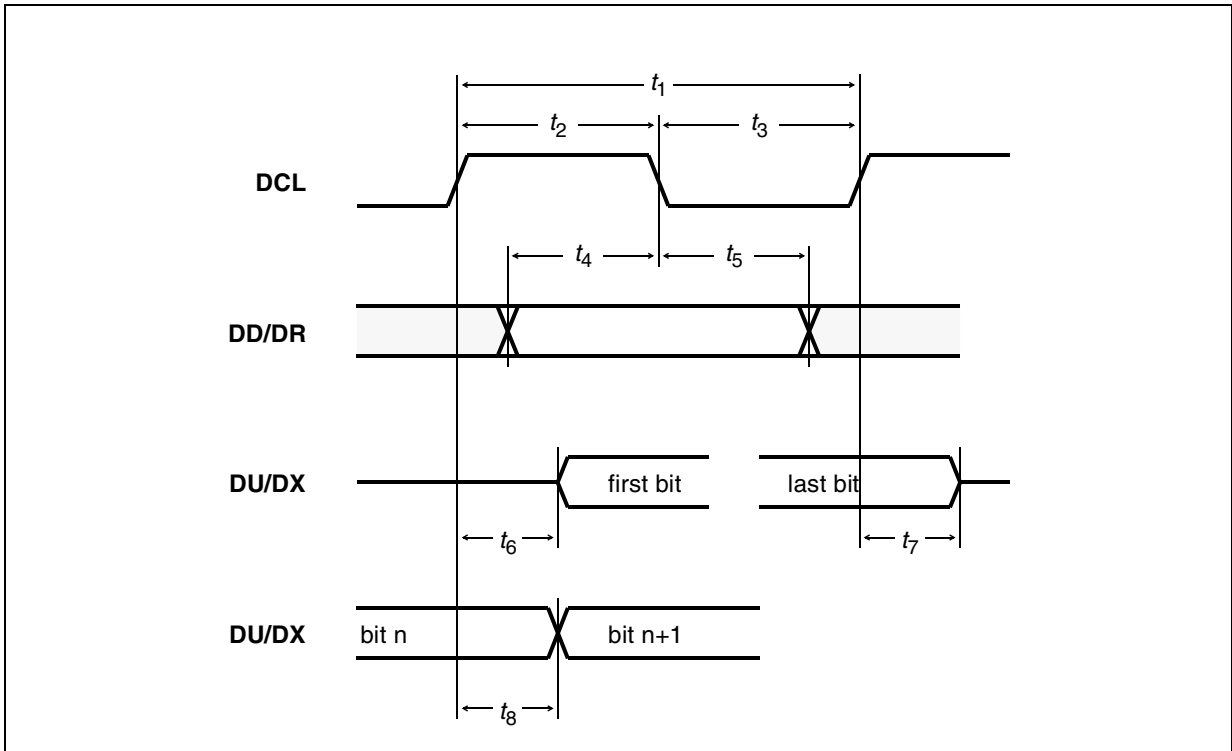 t1
t2 t3
DCL
t4 t5
DD/DR
DU/DX first bit last bit
t6 t7
DU/DX bit n bit n+1
t8